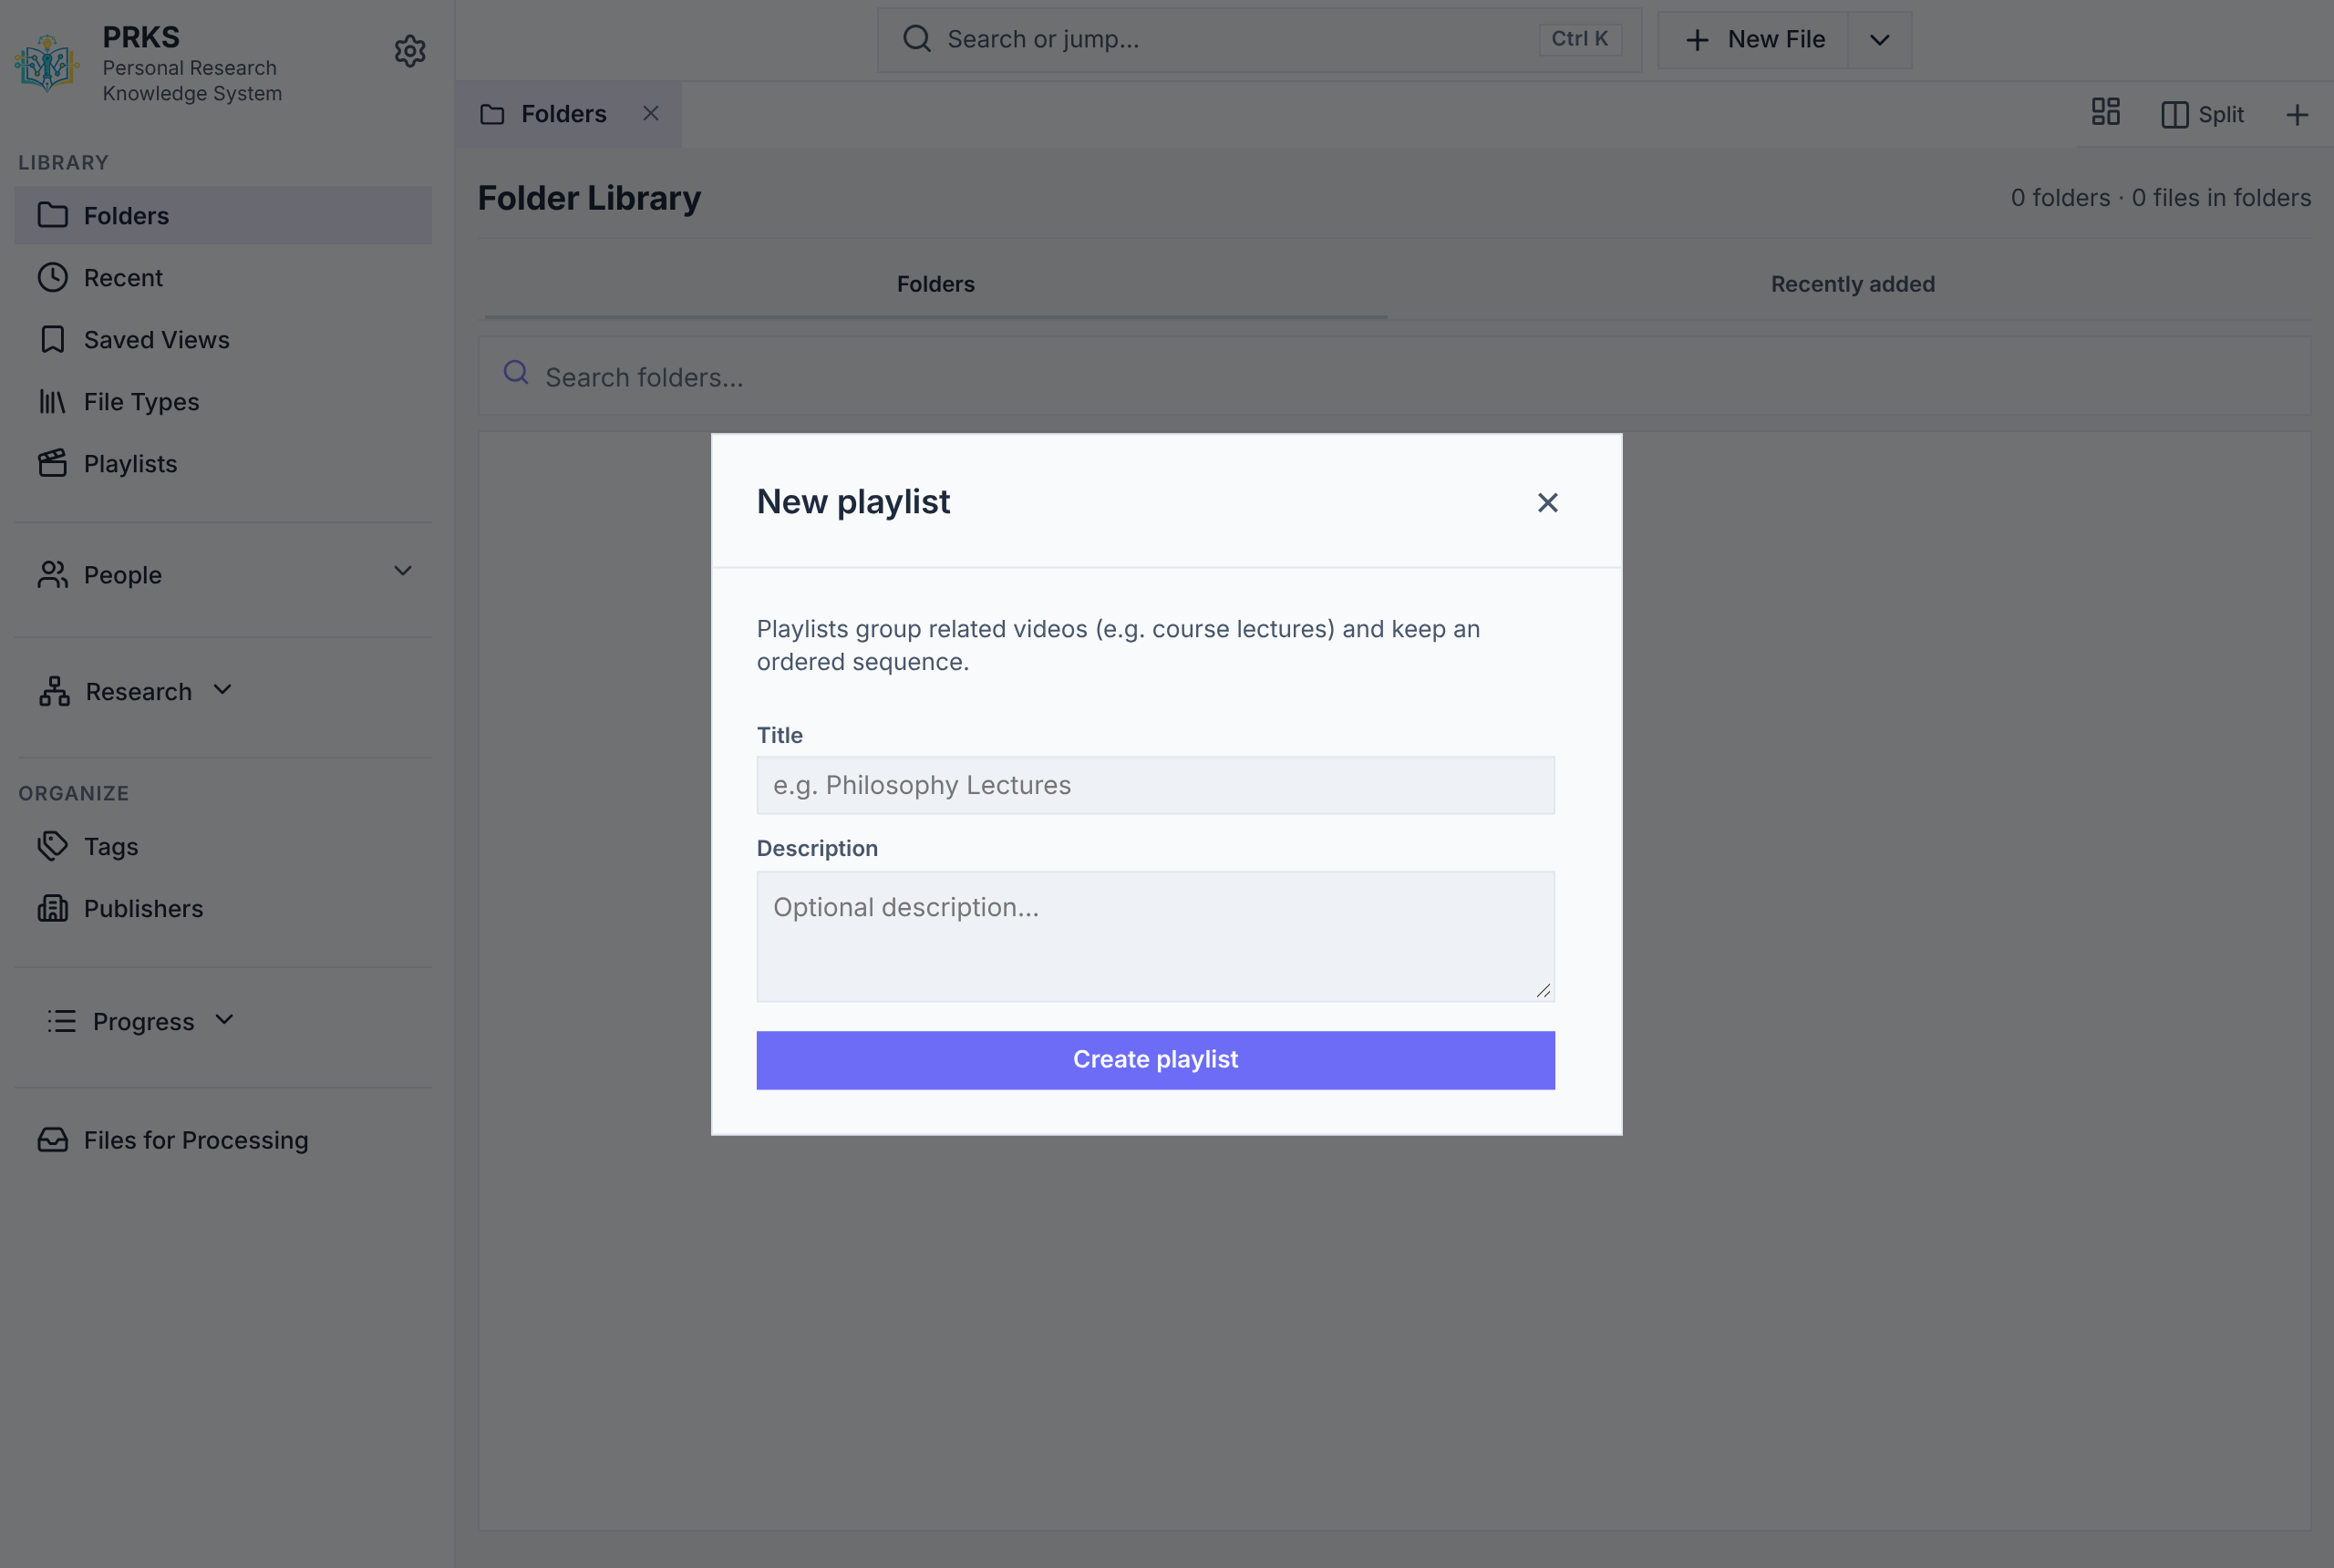 PRKS
Personal Research
Knowledge System
LIBRARY
Folders
Recent
Saved Views
File Types
Playlists
People
Research
ORGANIZE
Tags
Publishers
Progress
Files for Processing
Search or jump...
Ctrl K
New File
Folders
Split
Folder Library
0 folders · 0 files in folders
Folders
Recently added
Search folders...
New playlist
Playlists group related videos (e.g. course lectures) and keep an
ordered sequence.
Title
e.g. Philosophy Lectures
Description
Optional description...
Create playlist